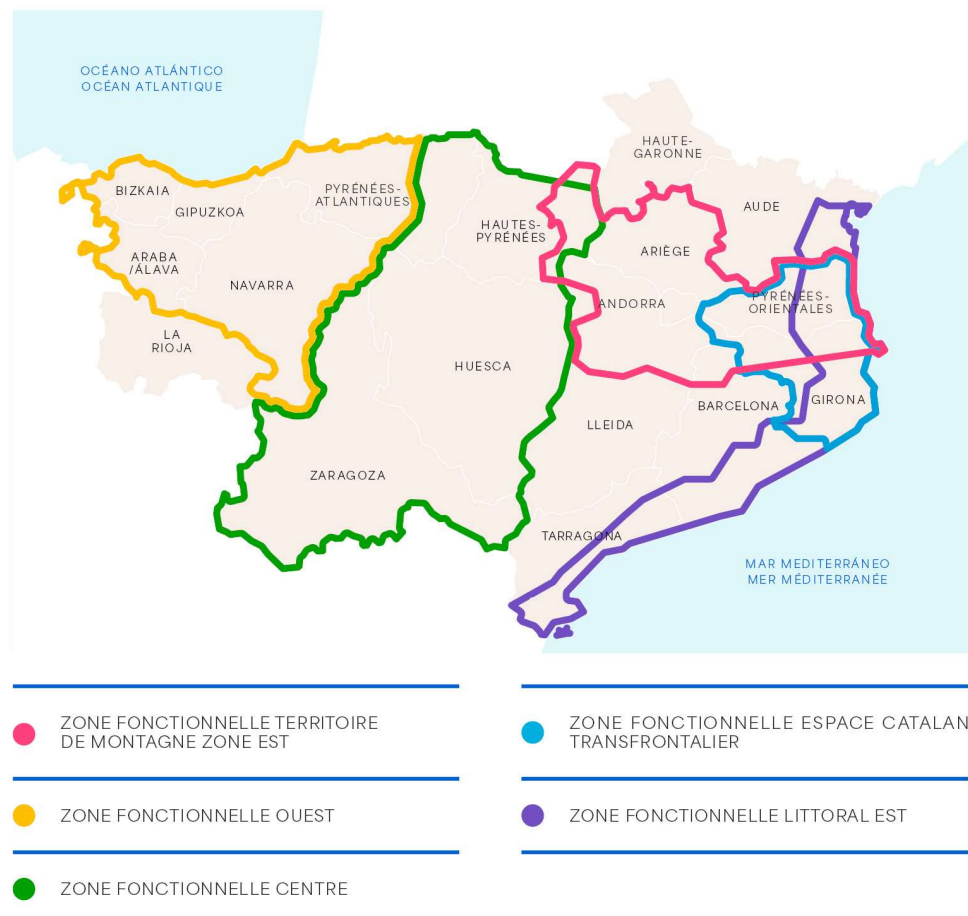 OCÉANO ATLÁNTICO
OCÉAN ATLANTIQUE
HAUTE-
GARONNE
BIZKAIA
GIPUZKOA
PYRÉNÉES-
ATLANTIQUES
AUDE
HAUTES-
PYRÉNÉES
ARIÈGE
ARABA
/ÁLAVA
NAVARRA
ANDORRA
PYRÉNÉES-
ORIENTALES
LA
RIOJA
HUESCA
BARCELONA
GIRONA
LLEIDA
ZARAGOZA
TARRAGONA
MAR MEDITERRÁNEO
MER MÉDITERRANÉE
ZONE FONCTIONNELLE TERRITOIRE
DE MONTAGNE ZONE EST
ZONE FONCTIONNELLE OUEST
ZONE FONCTIONNELLE CENTRE
ZONE FONCTIONNELLE ESPACE CATALAN
TRANSFRONTALIER
ZONE FONCTIONNELLE LITTORAL EST